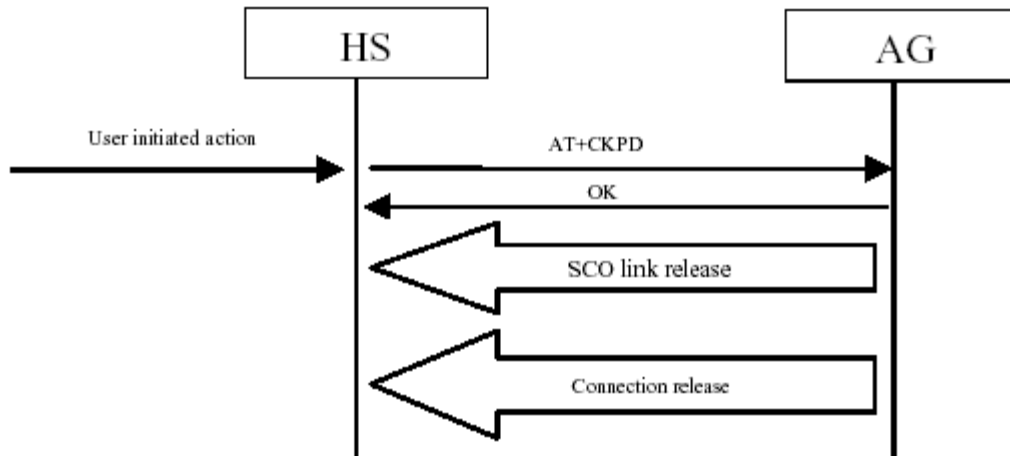 HS
AG
User initiated action
AT+CKPD
OK
SCO link release
Connection release